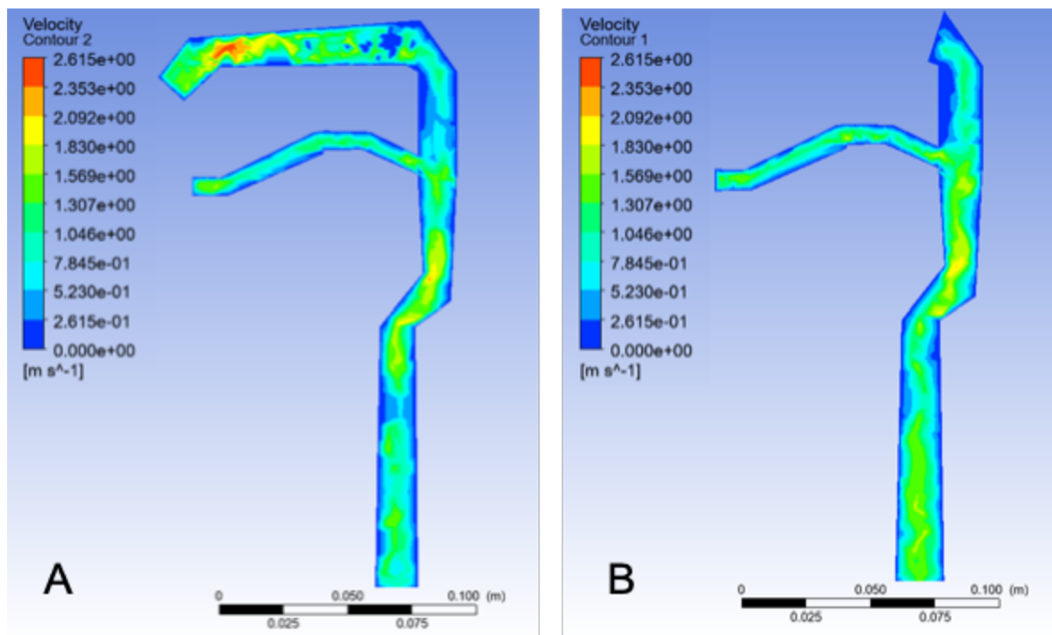 Velocity
Contour 2
2.615e+00
2.353e+00
2.092e+00
1.830e+00
1.569e+00
1.307e+00
1.046e+00
7.845e-01
5.230e-01
2.615e-01
0.000e+00
[m s^-1]
A
0 0.050 0.100 (m)
0.025 0.075
Velocity
Contour 1
2.615e+00
2.353e+00
2.092e+00
1.830e+00
1.569e+00
1.307e+00
1.046e+00
7.845e-01
5.230e-01
2.615e-01
0.000e+00
[m s^-1]
B
0 0.050 0.100 (m)
0.025 0.075